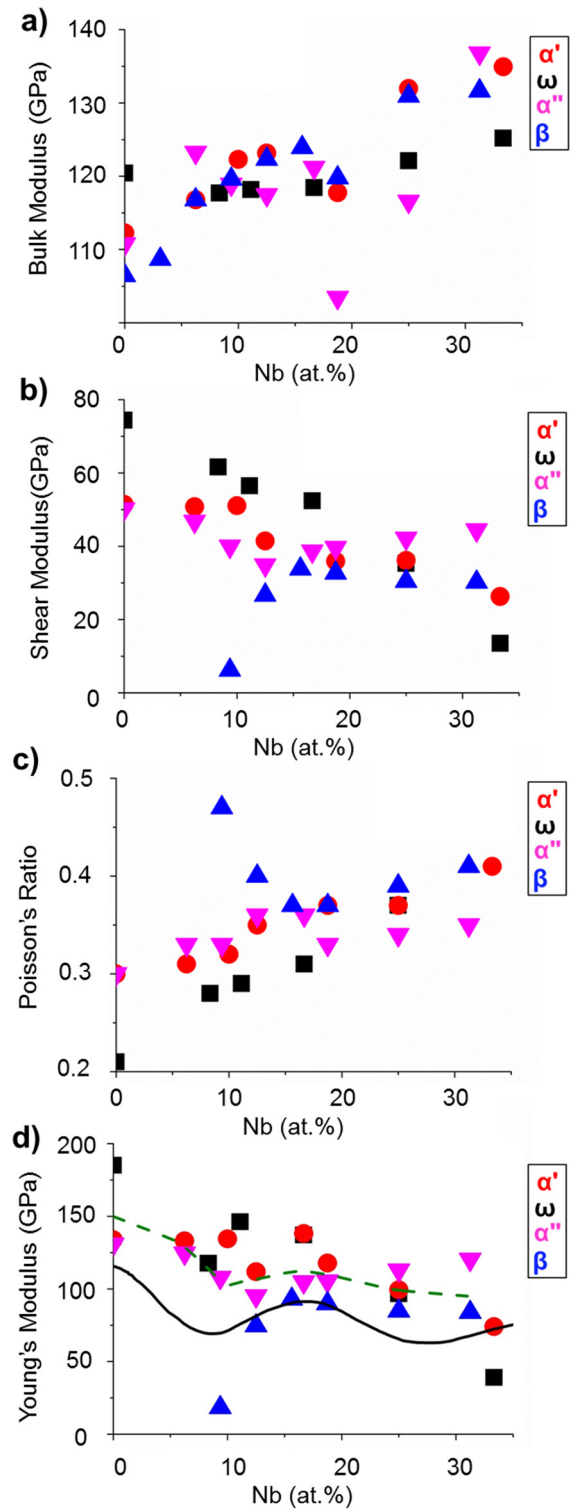 a)
140
130
120
110
Bulk Modulus (GPa)
0
10
20
30
Nb (at.%)
α'
ω
α"
β
b)
80
60
40
20
0
Shear Modulus(GPa)
0
10
20
30
Nb (at.%)
α'
ω
α"
β
c)
0.5
0.4
0.3
0.2
Poisson's Ratio
0
10
20
30
Nb (at.%)
α'
ω
α"
β
d)
200
150
100
50
0
Young's Modulus (GPa)
0
10
20
30
Nb (at.%)
α'
ω
α"
β